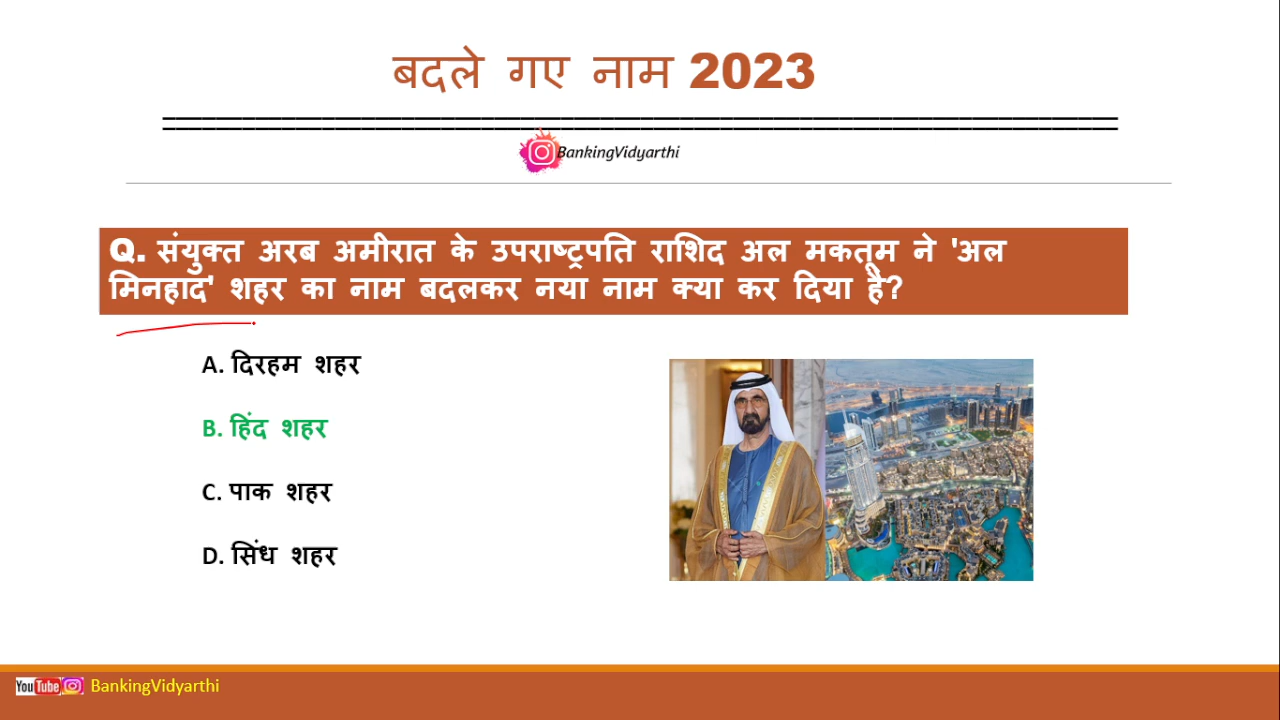 बदले गए नाम 2023
BankingVidyarthi
Q. संयुक्त अरब अमीरात के उपराष्ट्रपति राशिद अल मकतूम ने 'अल
मिनहाद' शहर का नाम बदलकर नया नाम क्या कर दिया है?
A. दिरहम शहर
B. हिंद शहर
C. पाक शहर
D. सिंध शहर
YouTube BankingVidyarthi